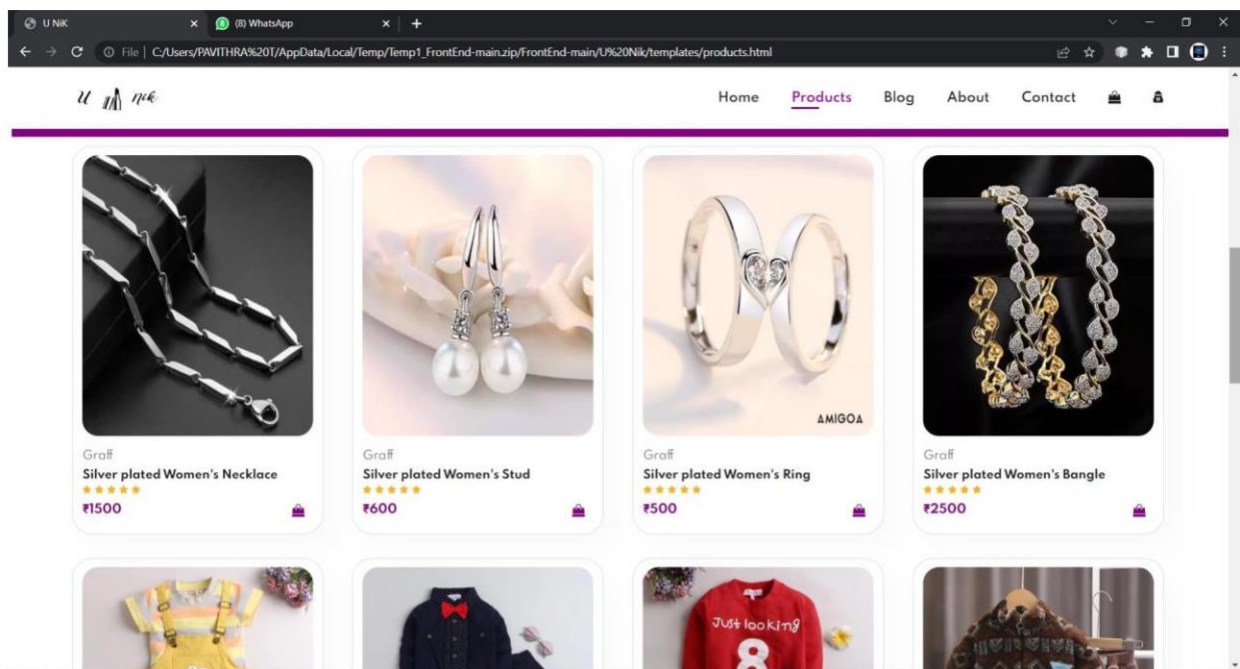 U NiK
(8) WhatsApp
File | C:/Users/PAVITHRA%20T/AppData/Local/Temp/Temp1_FrontEnd-main.zip/FrontEnd-main/U%20Nik/templates/products.html
U nik
Home Products Blog About Contact
AMIGOA
Graff Graff Graff Graff
Silver plated Women's Necklace Silver plated Women's Stud Silver plated Women's Ring Silver plated Women's Bangle
₹1500 ₹600 ₹500 ₹2500
Just looking
8